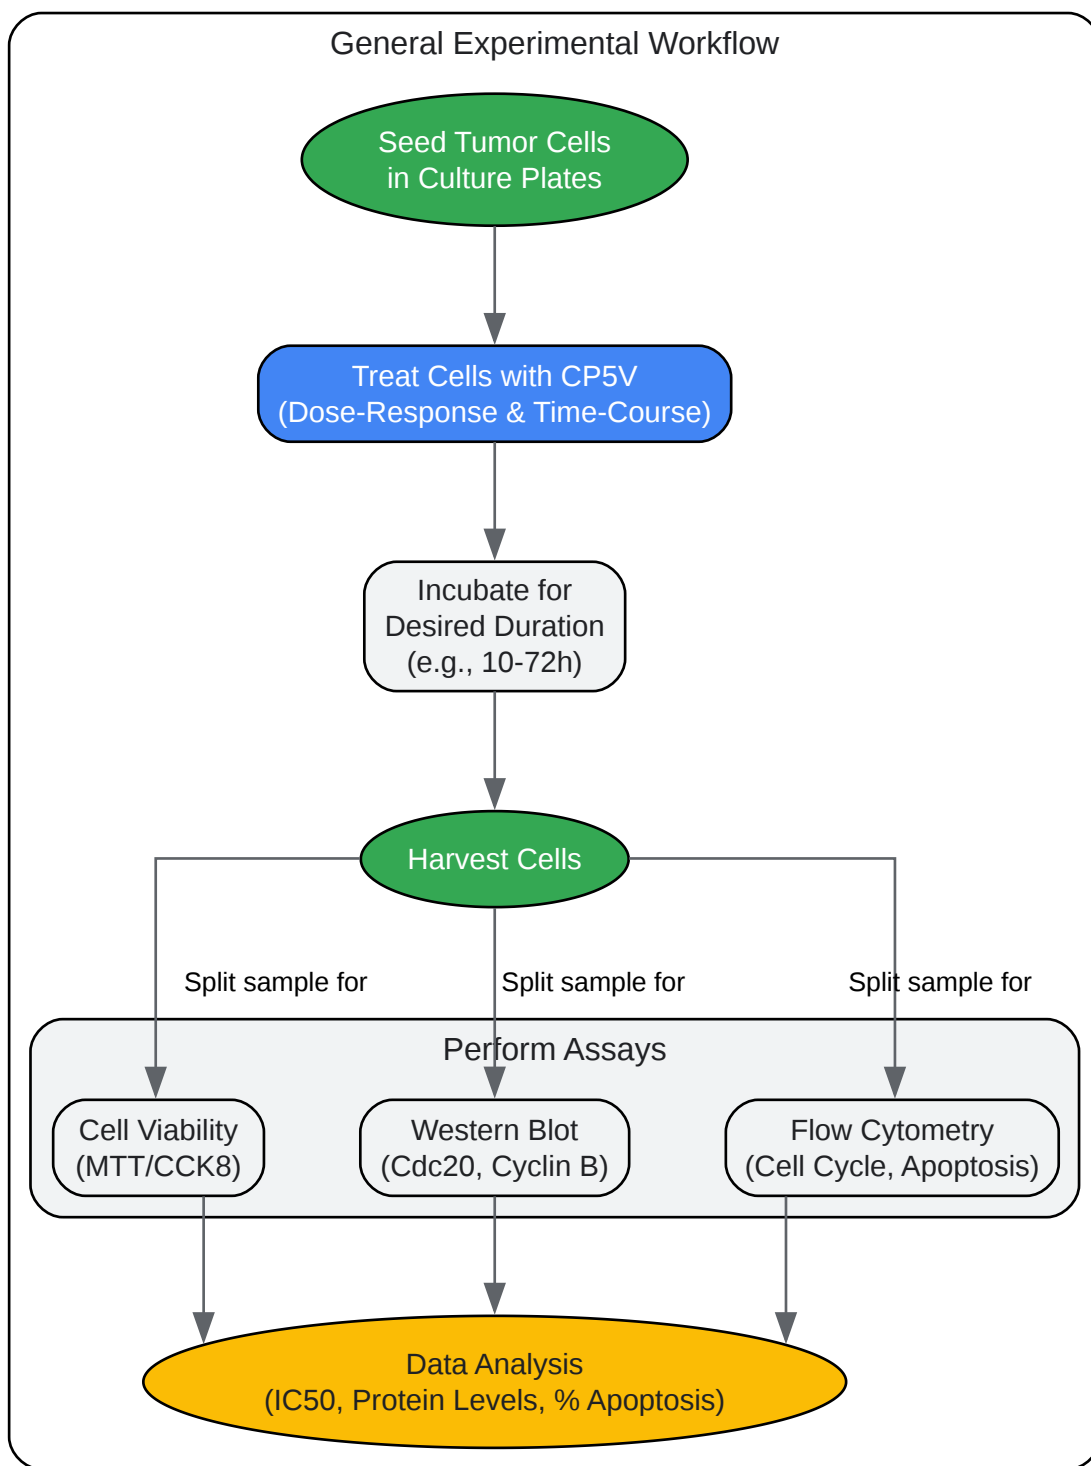 General Experimental Workflow
Seed Tumor Cells
in Culture Plates
Treat Cells with CP5V
(Dose-Response & Time-Course)
Incubate for
Desired Duration
(e.g., 10-72h)
Harvest Cells
Split sample for
Split sample for
Split sample for
Perform Assays
Cell Viability
(MTT/CCK8)
Western Blot
(Cdc20, Cyclin B)
Flow Cytometry
(Cell Cycle, Apoptosis)
Data Analysis
(IC50, Protein Levels, % Apoptosis)